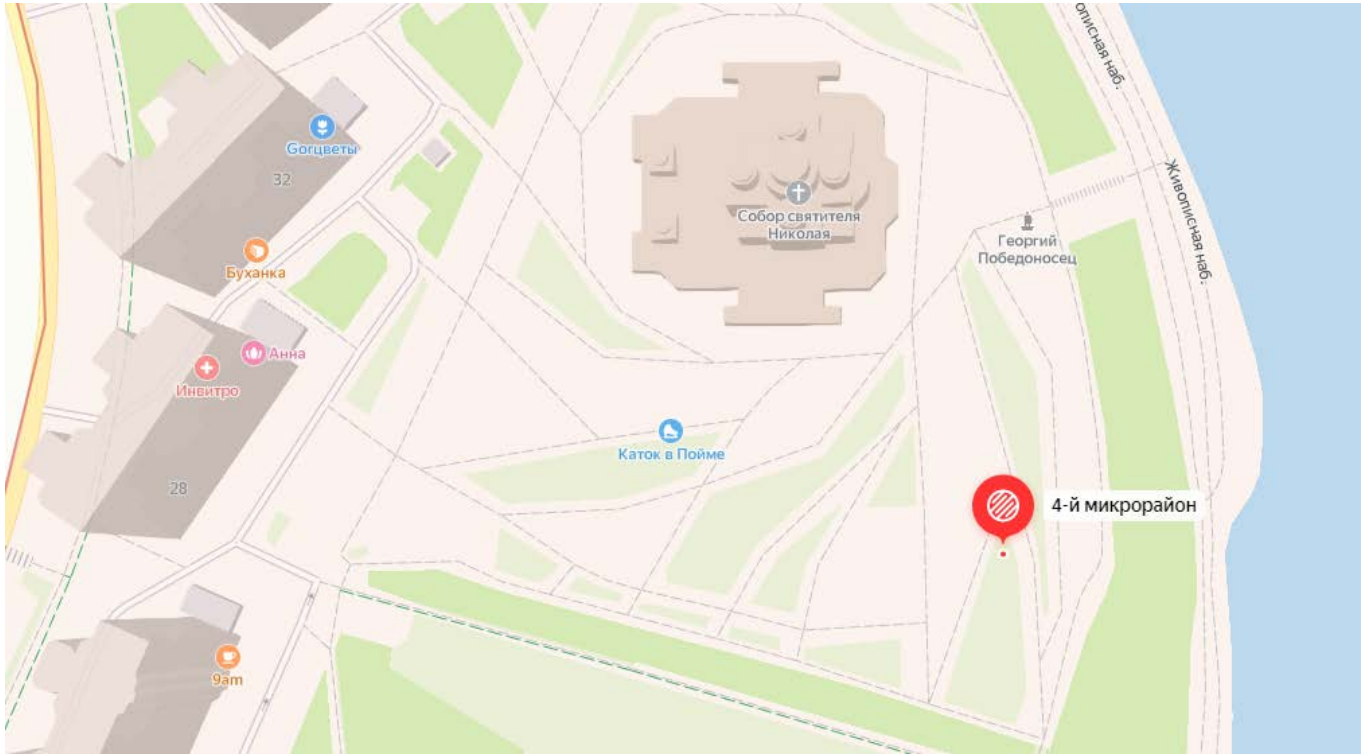 описная наб.
Gorцветы
Живописная наб.
32
Собор святителя
Николая
Георгий
Победоносец
Буханка
Анна
Инвитро
Каток в Пойме
28
4-й микрорайон
9am